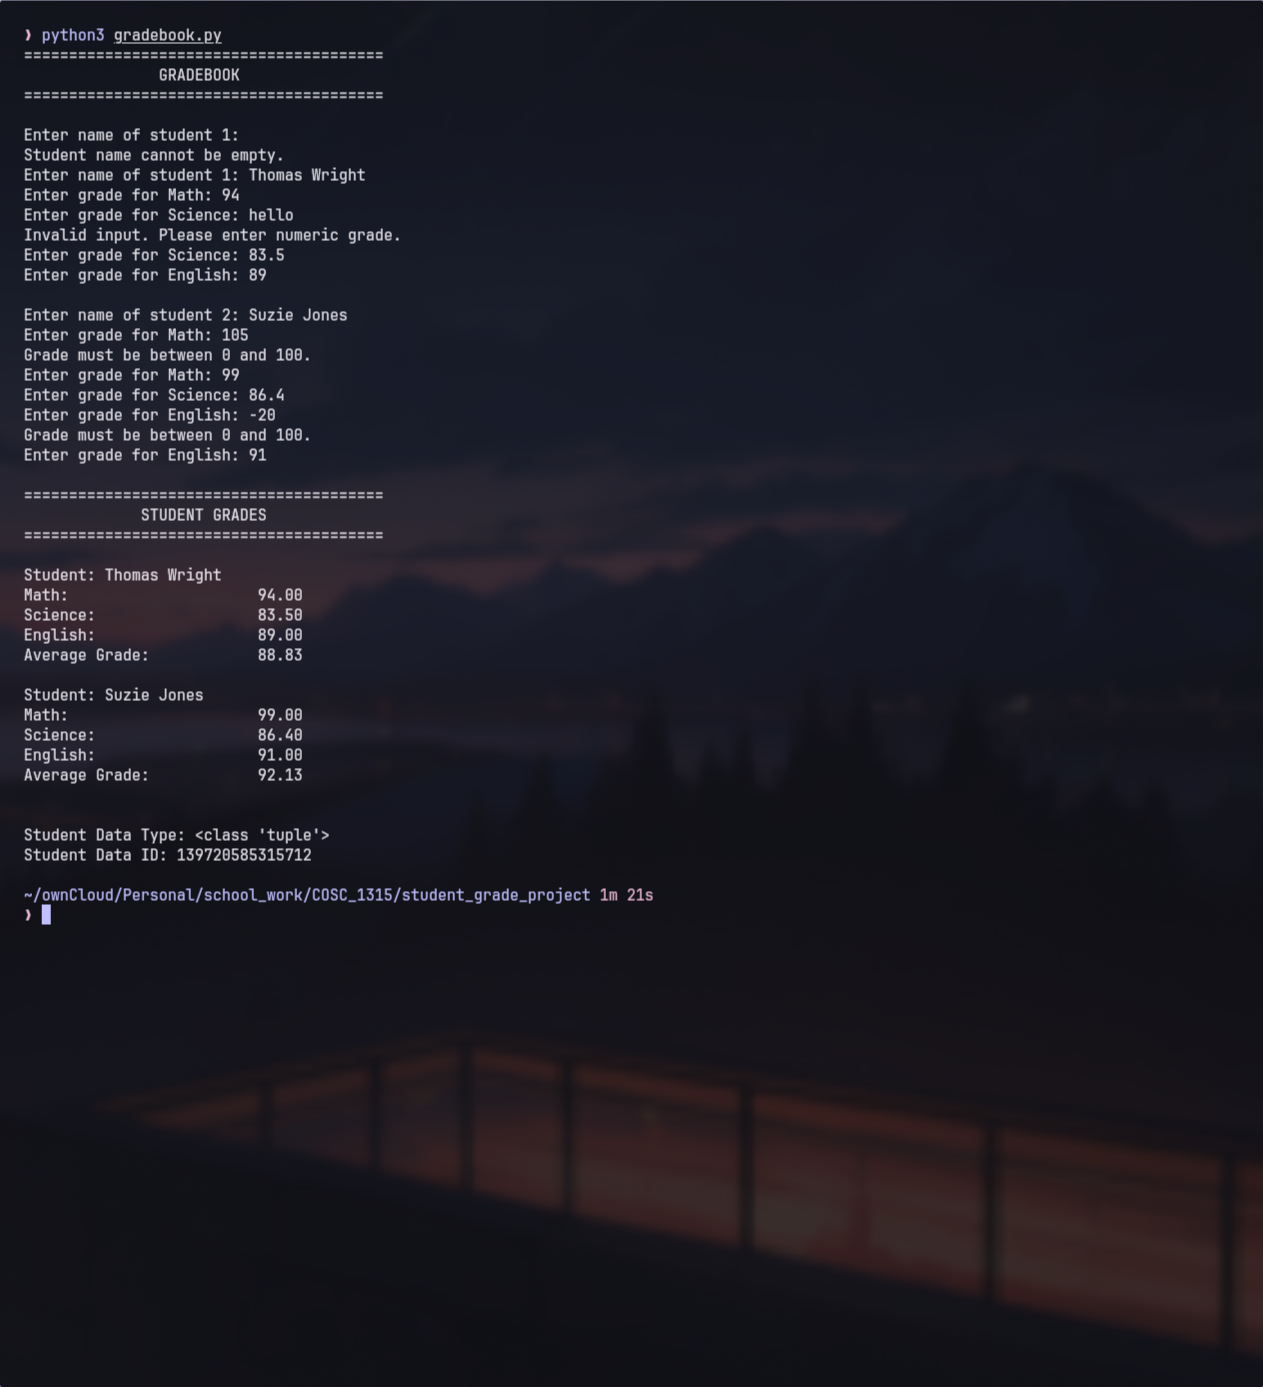 ❯ python3 gradebook.py
========================================
GRADEBOOK
========================================
Enter name of student 1:
Student name cannot be empty.
Enter name of student 1: Thomas Wright
Enter grade for Math: 94
Enter grade for Science: hello
Invalid input. Please enter numeric grade.
Enter grade for Science: 83.5
Enter grade for English: 89
Enter name of student 2: Suzie Jones
Enter grade for Math: 105
Grade must be between 0 and 100.
Enter grade for Math: 99
Enter grade for Science: 86.4
Enter grade for English: -20
Grade must be between 0 and 100.
Enter grade for English: 91
========================================
STUDENT GRADES
========================================
Student: Thomas Wright
Math: 94.00
Science: 83.50
English: 89.00
Average Grade: 88.83
Student: Suzie Jones
Math: 99.00
Science: 86.40
English: 91.00
Average Grade: 92.13
Student Data Type: <class 'tuple'>
Student Data ID: 139720585315712
~/ownCloud/Personal/school_work/COSC_1315/student_grade_project 1m 21s
❯